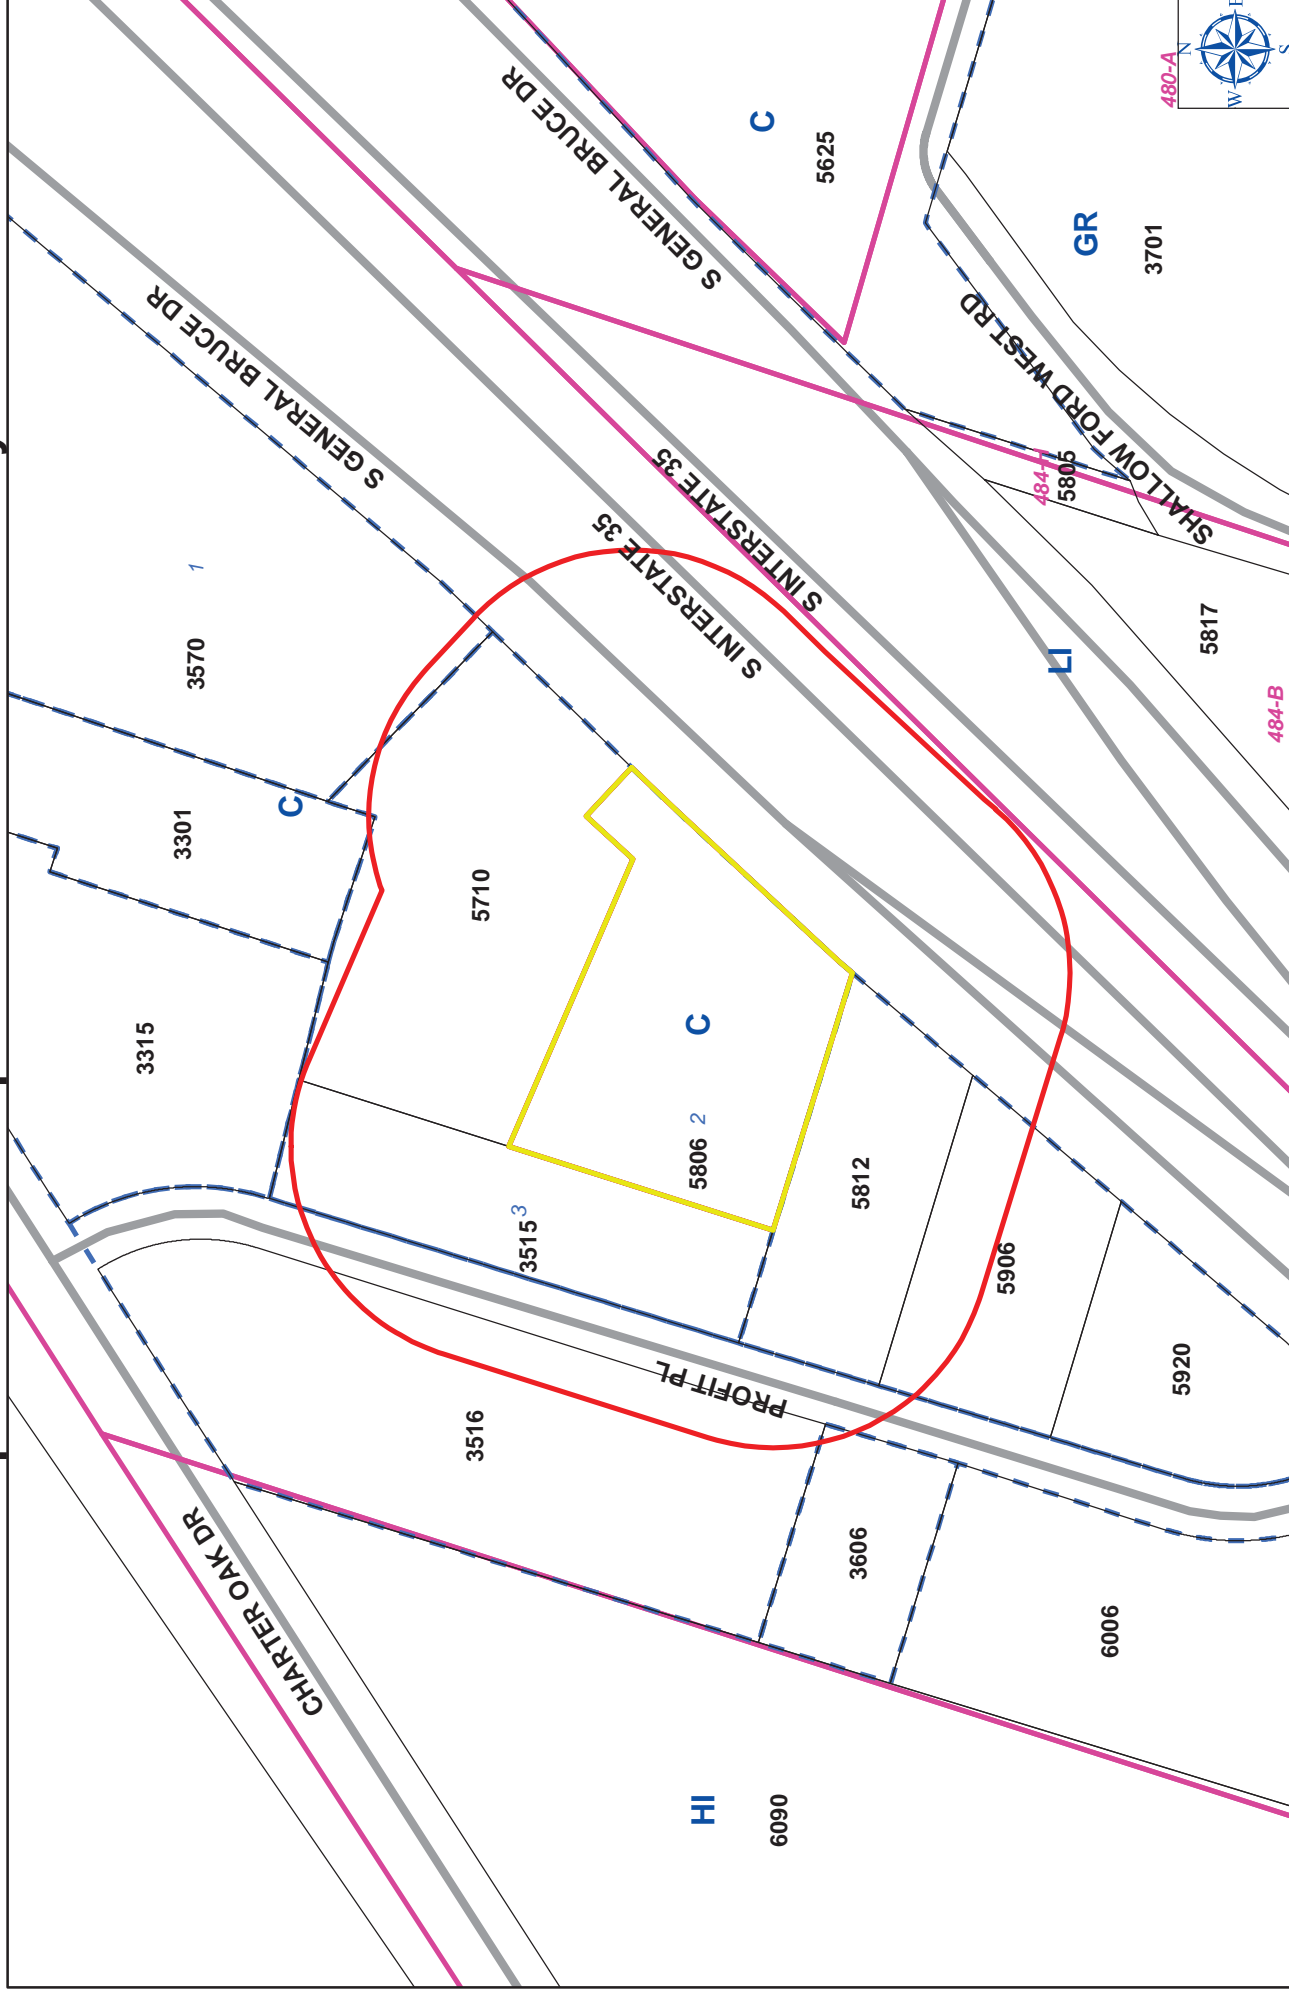 S GENERAL BRUCE DR
S GENERAL BRUCE DR
C
5625
480-A
N
W
E
S
GR
3701
SHALLOW FORD WEST RD
5805
5817
484-B
LI
S INTERSTATE 35
S INTERSTATE 35
1
3570
3301
C
3315
5710
C
2
5806
3
3515
5812
5906
5920
PROFIT PL
3516
3606
6006
CHARTER OAK DR
HI
6090